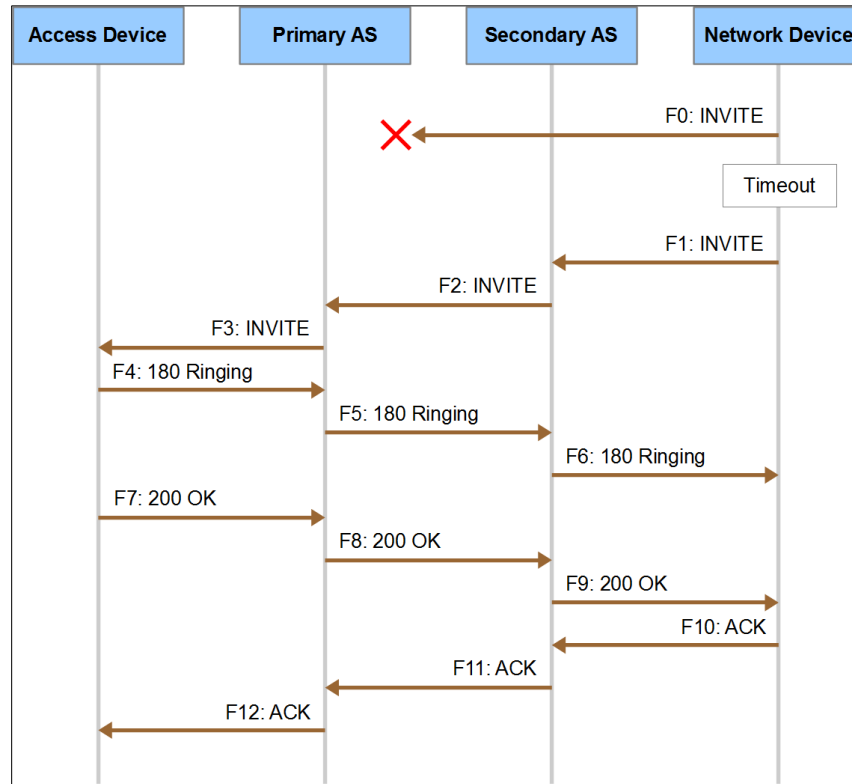 Access Device
Primary AS
Secondary AS
Network Device
F0: INVITE
Timeout
F1: INVITE
F2: INVITE
F3: INVITE
F4: 180 Ringing
F5: 180 Ringing
F6: 180 Ringing
F7: 200 OK
F8: 200 OK
F9: 200 OK
F10: ACK
F11: ACK
F12: ACK